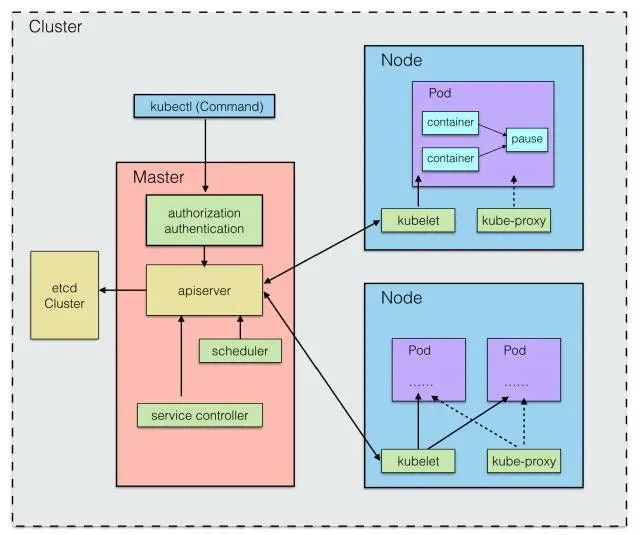 Cluster
kubectl (Command)
Master
authorization
authentication
apiserver
etcd
Cluster
scheduler
service controller
Node
Pod
container
container
pause
kubelet
kube-proxy
Node
Pod
......
Pod
......
kubelet
kube-proxy